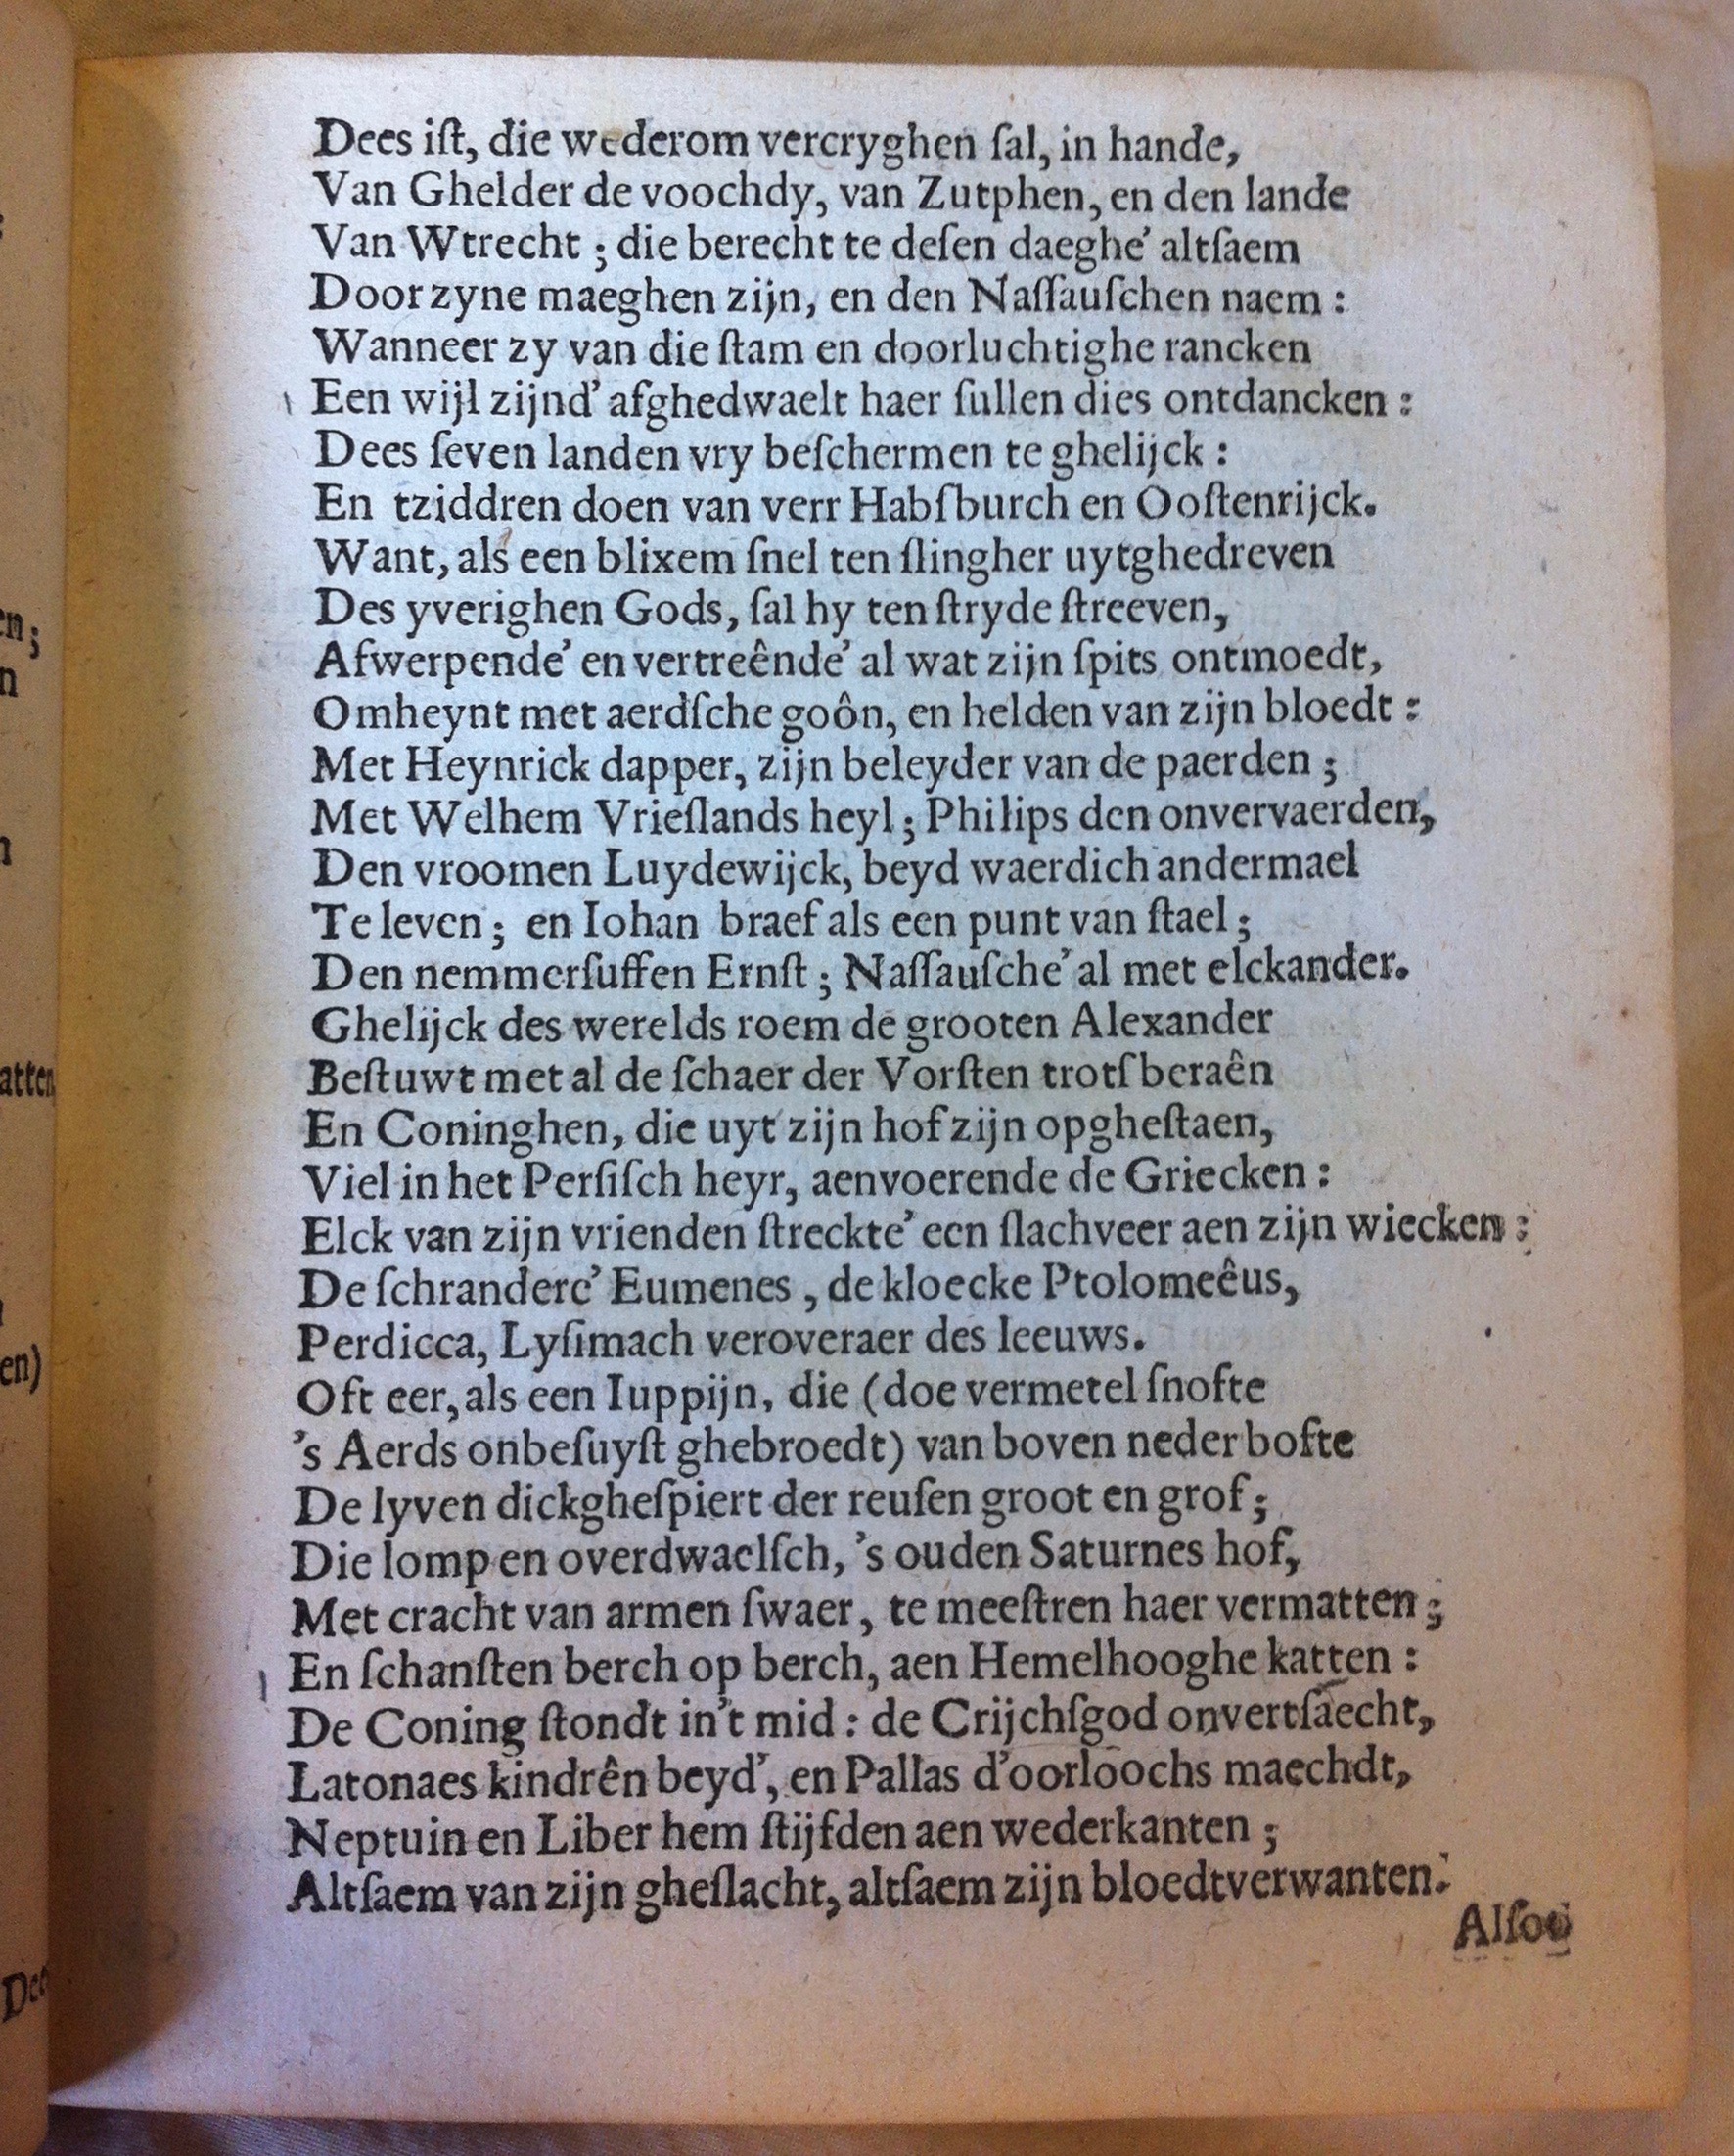 Dees iſt, die wederom vercryghen ſal, in hande,
Van Ghelder de voochdy, van Zutphen, en den lande
Van Wtrecht; die berecht te deſen daeghe’ altſaem
Door zyne maeghen zijn, en den Naſſauſchen naem:
Wanneer zy van die ſtam en doorluchtighe rancken
Een wijl zijnd’ afghedwaelt haer ſullen dies ontdancken:
Dees ſeven landen vry beſchermen te ghelijck:
En tziddren doen van verr Habſburch en Ooſtenrijck.
Want, als een blixem ſnel ten ſlingher uytghedreven
Des yverighen Gods, ſal hy ten ſtryde ſtreeven,
Afwerpende’ en vertreênde’ al wat zijn ſpits ontmoedt,
Omheynt met aerdſche goôn, en helden van zijn bloedt:
Met Heynrick dapper, zijn beleyder van de paerden;
Met Welhem Vrieſlands heyl; Philips den onvervaerden,
Den vroomen Luydewijck, beyd waerdich andermael
Te leven; en Iohan braef als een punt van ſtael;
Den nemmerſuffen Ernſt; Naſſauſche’ al met elckander.
Ghelijck des werelds roem de grooten Alexander
Beſtuwt met al de ſchaer der Vorſten trotſ beraên
En Coninghen, die uyt zijn hof zijn opgheſtaen,
Viel in het Perſiſch heyr, aenvoerende de Griecken:
Elck van zijn vrienden ſtreckte’ een ſlachveer aen zijn wiecken:
De ſchrandere’ Eumenes, de kloecke Ptolomeêus,
Perdicca, Lyſimach veroveraer des leeuws.
Oft eer, als een Iuppijn, die (doe vermetel ſnofte
’s Aerds onbeſuyſt ghebroedt) van boven neder bofte
De lyven dickgheſpiert der reuſen groot en grof;
Die lomp en overdwaelſch, ’s ouden Saturnes hof,
Met cracht van armen ſwaer, te meeſtren haer vermatten;
En ſchanſten berch op berch, aen Hemelhooghe katten:
De Coning ſtondt in’t mid: de Crijchſgod onvertſaecht,
Latonaes kindrên beyd’, en Pallas d’oorloochs maechdt,
Neptuin en Liber hem ſtijfden aen wederkanten;
Altſaem van zijn gheſlacht, altſaem zijn bloedtverwanten.
Alſoo
en;
n
atten
en)